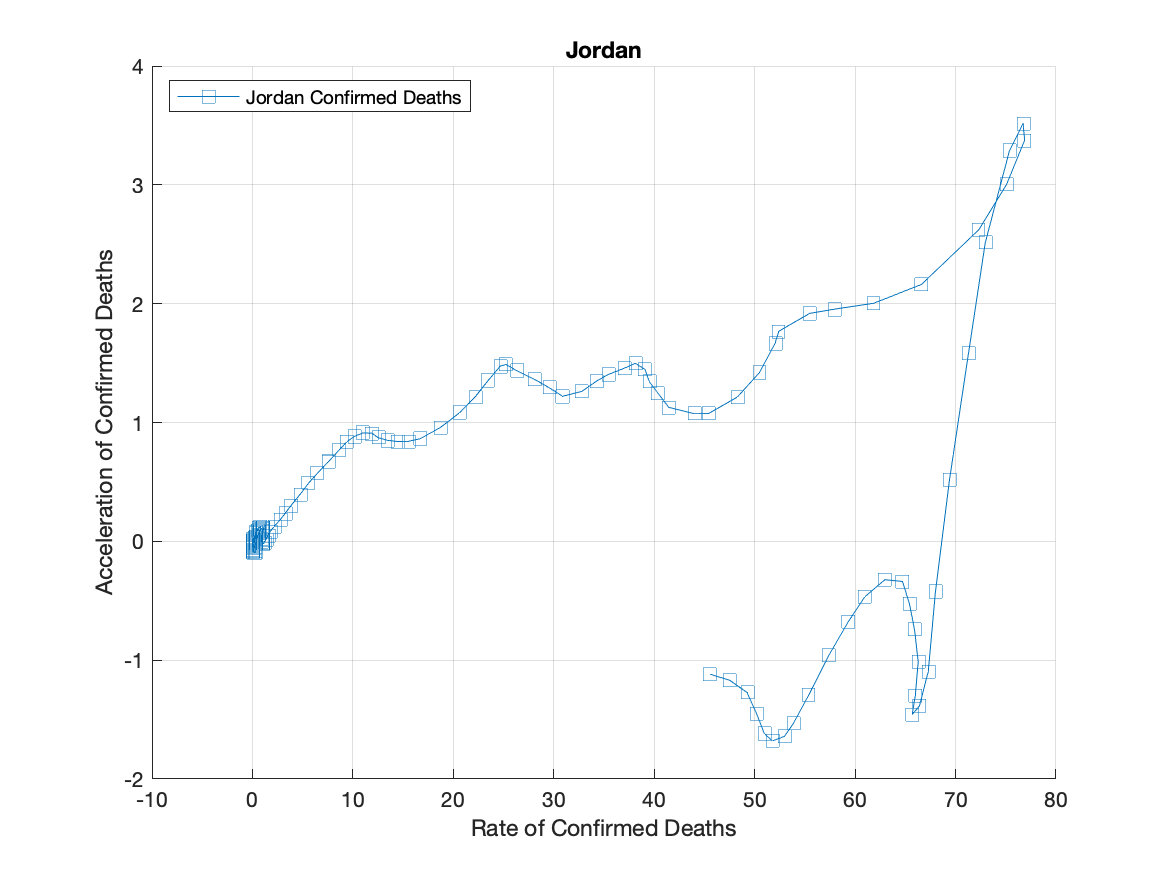 Jordan
4
Jordan Confirmed Deaths
3
2
1
0
-1
-2
Acceleration of Confirmed Deaths
-10 0 10 20 30 40 50 60 70 80
Rate of Confirmed Deaths